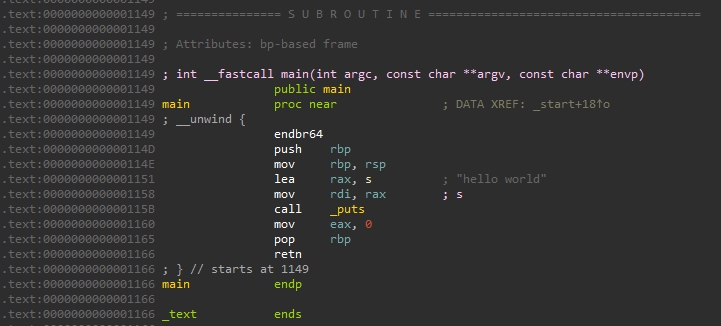 .text:0000000000001149
.text:0000000000001149 ; =============== S U B R O U T I N E =======================================
.text:0000000000001149
.text:0000000000001149 ; Attributes: bp-based frame
.text:0000000000001149
.text:0000000000001149 ; int __fastcall main(int argc, const char **argv, const char **envp)
.text:0000000000001149 public main
.text:0000000000001149 main proc near ; DATA XREF: _start+18↑o
.text:0000000000001149 ; __unwind {
.text:0000000000001149 endbr64
.text:000000000000114D push rbp
.text:000000000000114E mov rbp, rsp
.text:0000000000001151 lea rax, s ; "hello world"
.text:0000000000001158 mov rdi, rax ; s
.text:000000000000115B call _puts
.text:0000000000001160 mov eax, 0
.text:0000000000001165 pop rbp
.text:0000000000001166 retn
.text:0000000000001166 ; } // starts at 1149
.text:0000000000001166 main endp
.text:0000000000001166
.text:0000000000001166 _text ends